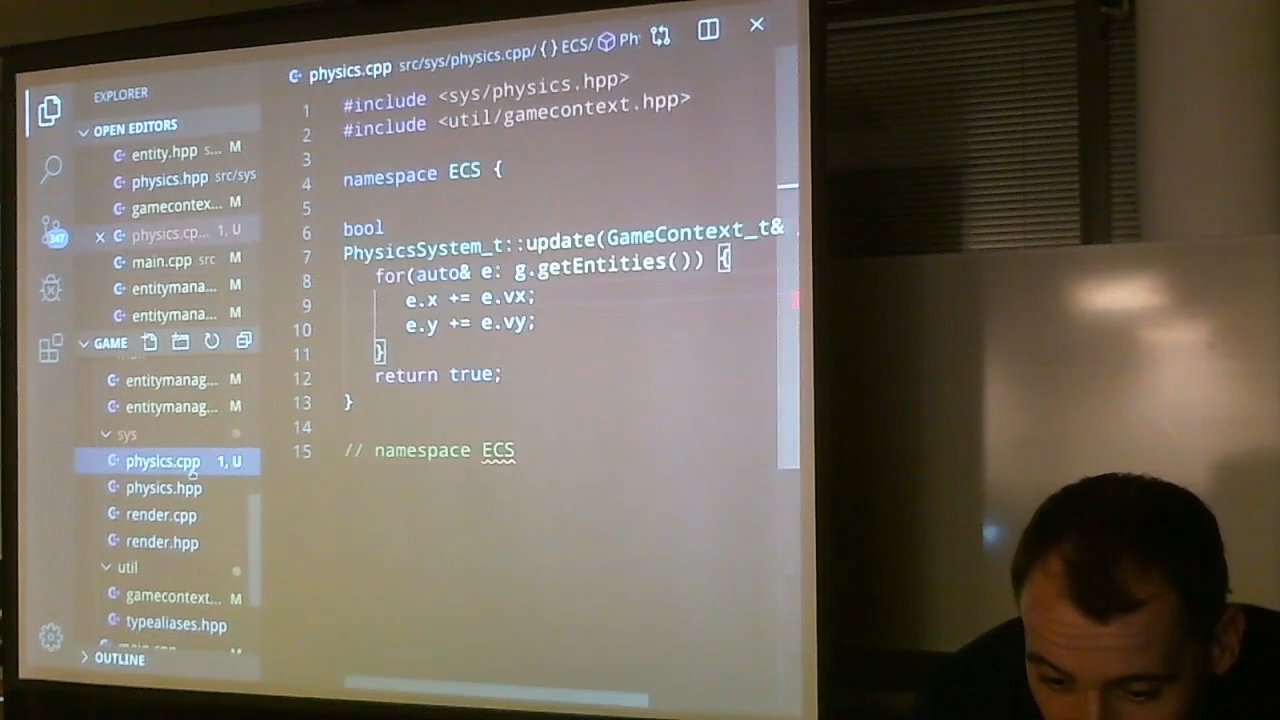 physics.cpp src/sys/physics.cpp/ {} ECS/ Ph
EXPLORER
OPEN EDITORS
entity.hpp s... M
physics.hpp src/sys
gamecontex... M
physics.cp... 1, U
main.cpp src M
entitymana... M
entitymana... M
347
GAME
entitymanag... M
entitymanag... M
sys
physics.cpp 1, U
physics.hpp
render.cpp
render.hpp
util
gamecontext... M
typealiases.hpp
main.cpp M
OUTLINE
1 #include <sys/physics.hpp>
2 #include <util/gamecontext.hpp>
3
4 namespace ECS {
5
6 bool
7 PhysicsSystem_t::update(GameContext_t&
8 for(auto& e: g.getEntities()) {
9 e.x += e.vx;
10 e.y += e.vy;
11 }
12 return true;
13 }
14
15 // namespace ECS